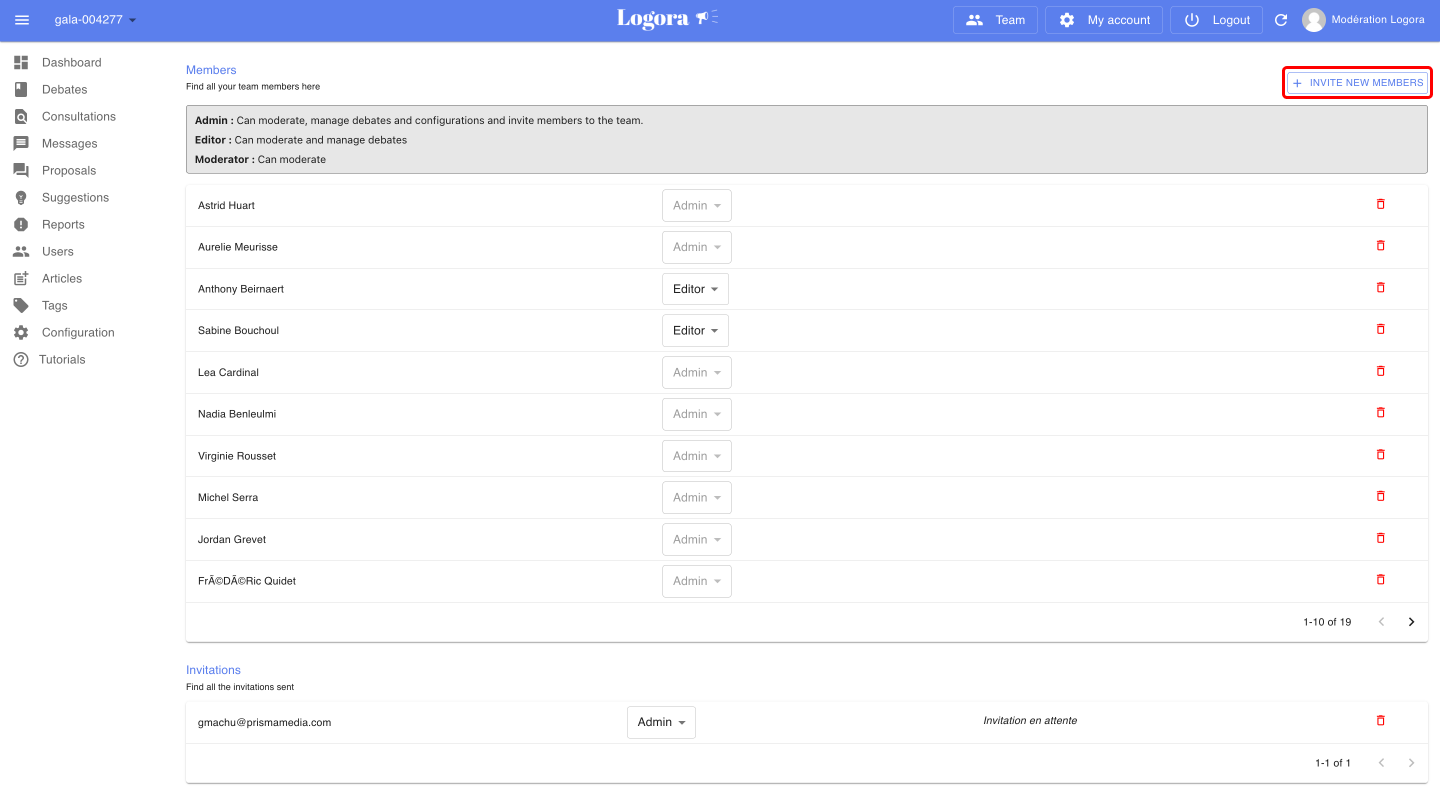 gala-004277
Logora
Team
My account
Logout
Modération Logora
Dashboard
Debates
Consultations
Messages
Proposals
Suggestions
Reports
Users
Articles
Tags
Configuration
Tutorials
Members
Find all your team members here
+ INVITE NEW MEMBERS
Admin : Can moderate, manage debates and configurations and invite members to the team.
Editor : Can moderate and manage debates
Moderator : Can moderate
Astrid Huart Admin
Aurelie Meurisse Admin
Anthony Beirnaert Editor
Sabine Bouchoul Editor
Lea Cardinal Admin
Nadia Benleulmi Admin
Virginie Rousset Admin
Michel Serra Admin
Jordan Grevet Admin
FrÃ©DÃ©Ric Quidet Admin
1-10 of 19
Invitations
Find all the invitations sent
gmachu@prismamedia.com Admin Invitation en attente
1-1 of 1